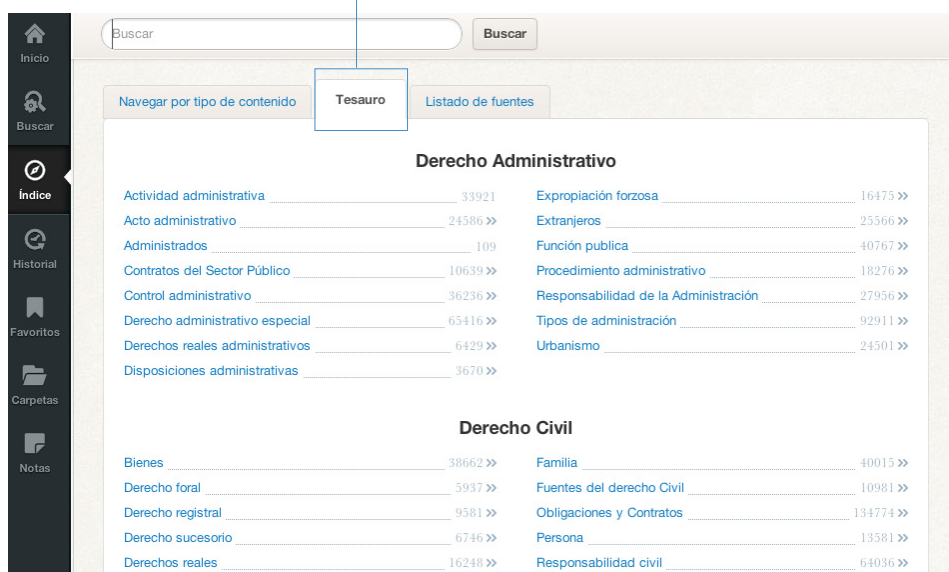 Inicio
Buscar
Índice
Historial
Favoritos
Carpetas
Notas
Buscar Buscar
Navegar por tipo de contenido Tesauro Listado de fuentes
Derecho Administrativo
Actividad administrativa 33921
Acto administrativo 24586 »
Administrados 109
Contratos del Sector Público 10639 »
Control administrativo 36236 »
Derecho administrativo especial 65416 »
Derechos reales administrativos 6429 »
Disposiciones administrativas 3670 »
Expropiación forzosa 16475 »
Extranjeros 25566 »
Función publica 40767 »
Procedimiento administrativo 18276 »
Responsabilidad de la Administración 27956 »
Tipos de administración 92911 »
Urbanismo 24501 »
Derecho Civil
Bienes 38662 »
Derecho foral 5937 »
Derecho registral 9581 »
Derecho sucesorio 6746 »
Derechos reales 16248 »
Familia 40015 »
Fuentes del derecho Civil 10981 »
Obligaciones y Contratos 134774 »
Persona 13581 »
Responsabilidad civil 64036 »